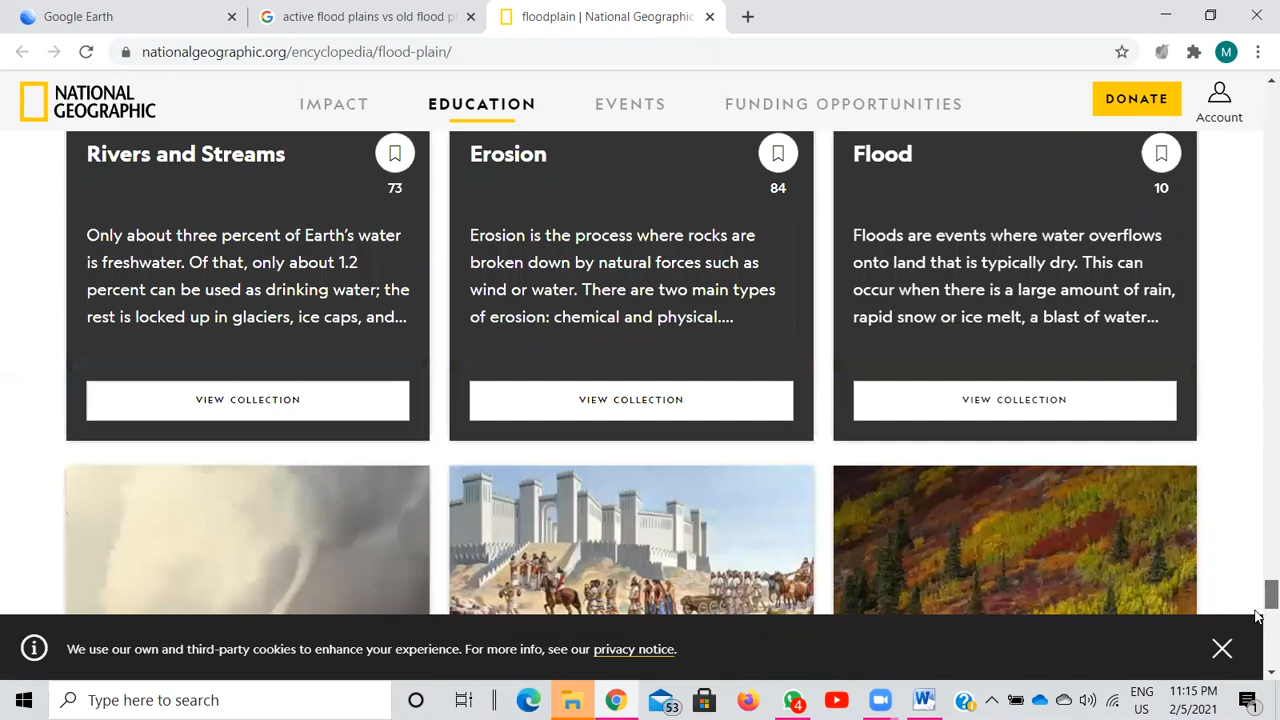 Google Earth
active flood plains vs old flood pl
floodplain | National Geographic
nationalgeographic.org/encyclopedia/flood-plain/
M
NATIONAL
GEOGRAPHIC
IMPACT
EDUCATION
EVENTS
FUNDING OPPORTUNITIES
DONATE
Account
Rivers and Streams
73
Only about three percent of Earth's water
is freshwater. Of that, only about 1.2
percent can be used as drinking water; the
rest is locked up in glaciers, ice caps, and...
VIEW COLLECTION
Erosion
84
Erosion is the process where rocks are
broken down by natural forces such as
wind or water. There are two main types
of erosion: chemical and physical....
VIEW COLLECTION
Flood
10
Floods are events where water overflows
onto land that is typically dry. This can
occur when there is a large amount of rain,
rapid snow or ice melt, a blast of water...
VIEW COLLECTION
We use our own and third-party cookies to enhance your experience. For more info, see our privacy notice.
Type here to search
53
4
W
ENG
US
11:15 PM
2/5/2021
1